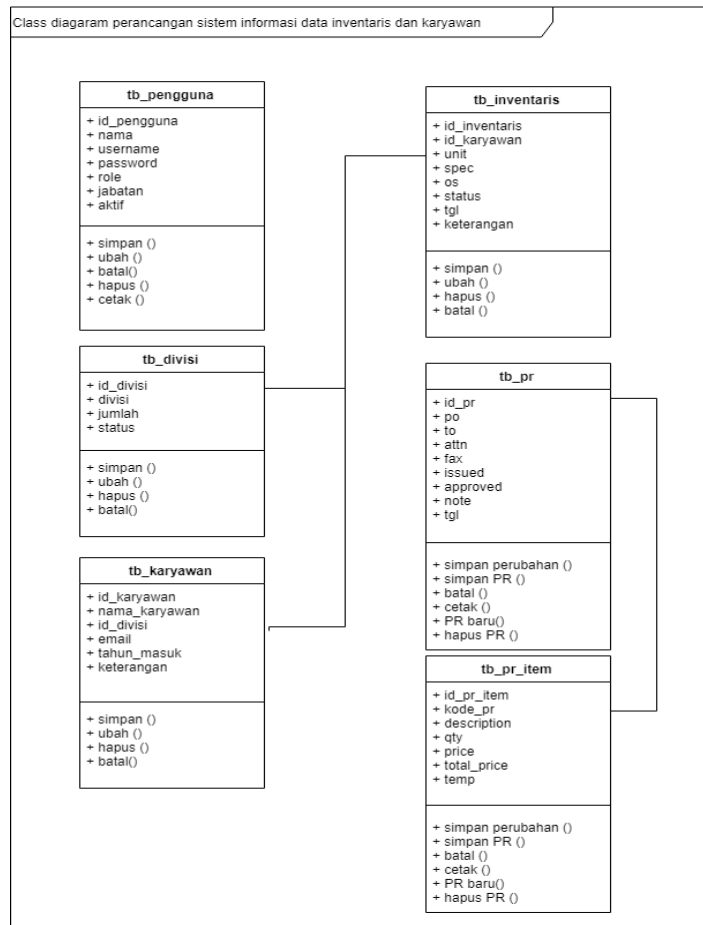 Class diagaram perancangan sistem informasi data inventaris dan karyawan
tb_pengguna
+ id_pengguna
+ nama
+ username
+ password
+ role
+ jabatan
+ aktif
+ simpan ()
+ ubah ()
+ batal()
+ hapus ()
+ cetak ()
tb_divisi
+ id_divisi
+ divisi
+ jumlah
+ status
+ simpan ()
+ ubah ()
+ hapus ()
+ batal()
tb_karyawan
+ id_karyawan
+ nama_karyawan
+ id_divisi
+ email
+ tahun_masuk
+ keterangan
+ simpan ()
+ ubah ()
+ hapus ()
+ batal()
tb_inventaris
+ id_inventaris
+ id_karyawan
+ unit
+ spec
+ os
+ status
+ tgl
+ keterangan
+ simpan ()
+ ubah ()
+ hapus ()
+ batal ()
tb_pr
+ id_pr
+ po
+ to
+ attn
+ fax
+ issued
+ approved
+ note
+ tgl
+ simpan perubahan ()
+ simpan PR ()
+ batal ()
+ cetak ()
+ PR baru()
+ hapus PR ()
tb_pr_item
+ id_pr_item
+ kode_pr
+ description
+ qty
+ price
+ total_price
+ temp
+ simpan perubahan ()
+ simpan PR ()
+ batal ()
+ cetak ()
+ PR baru()
+ hapus PR ()